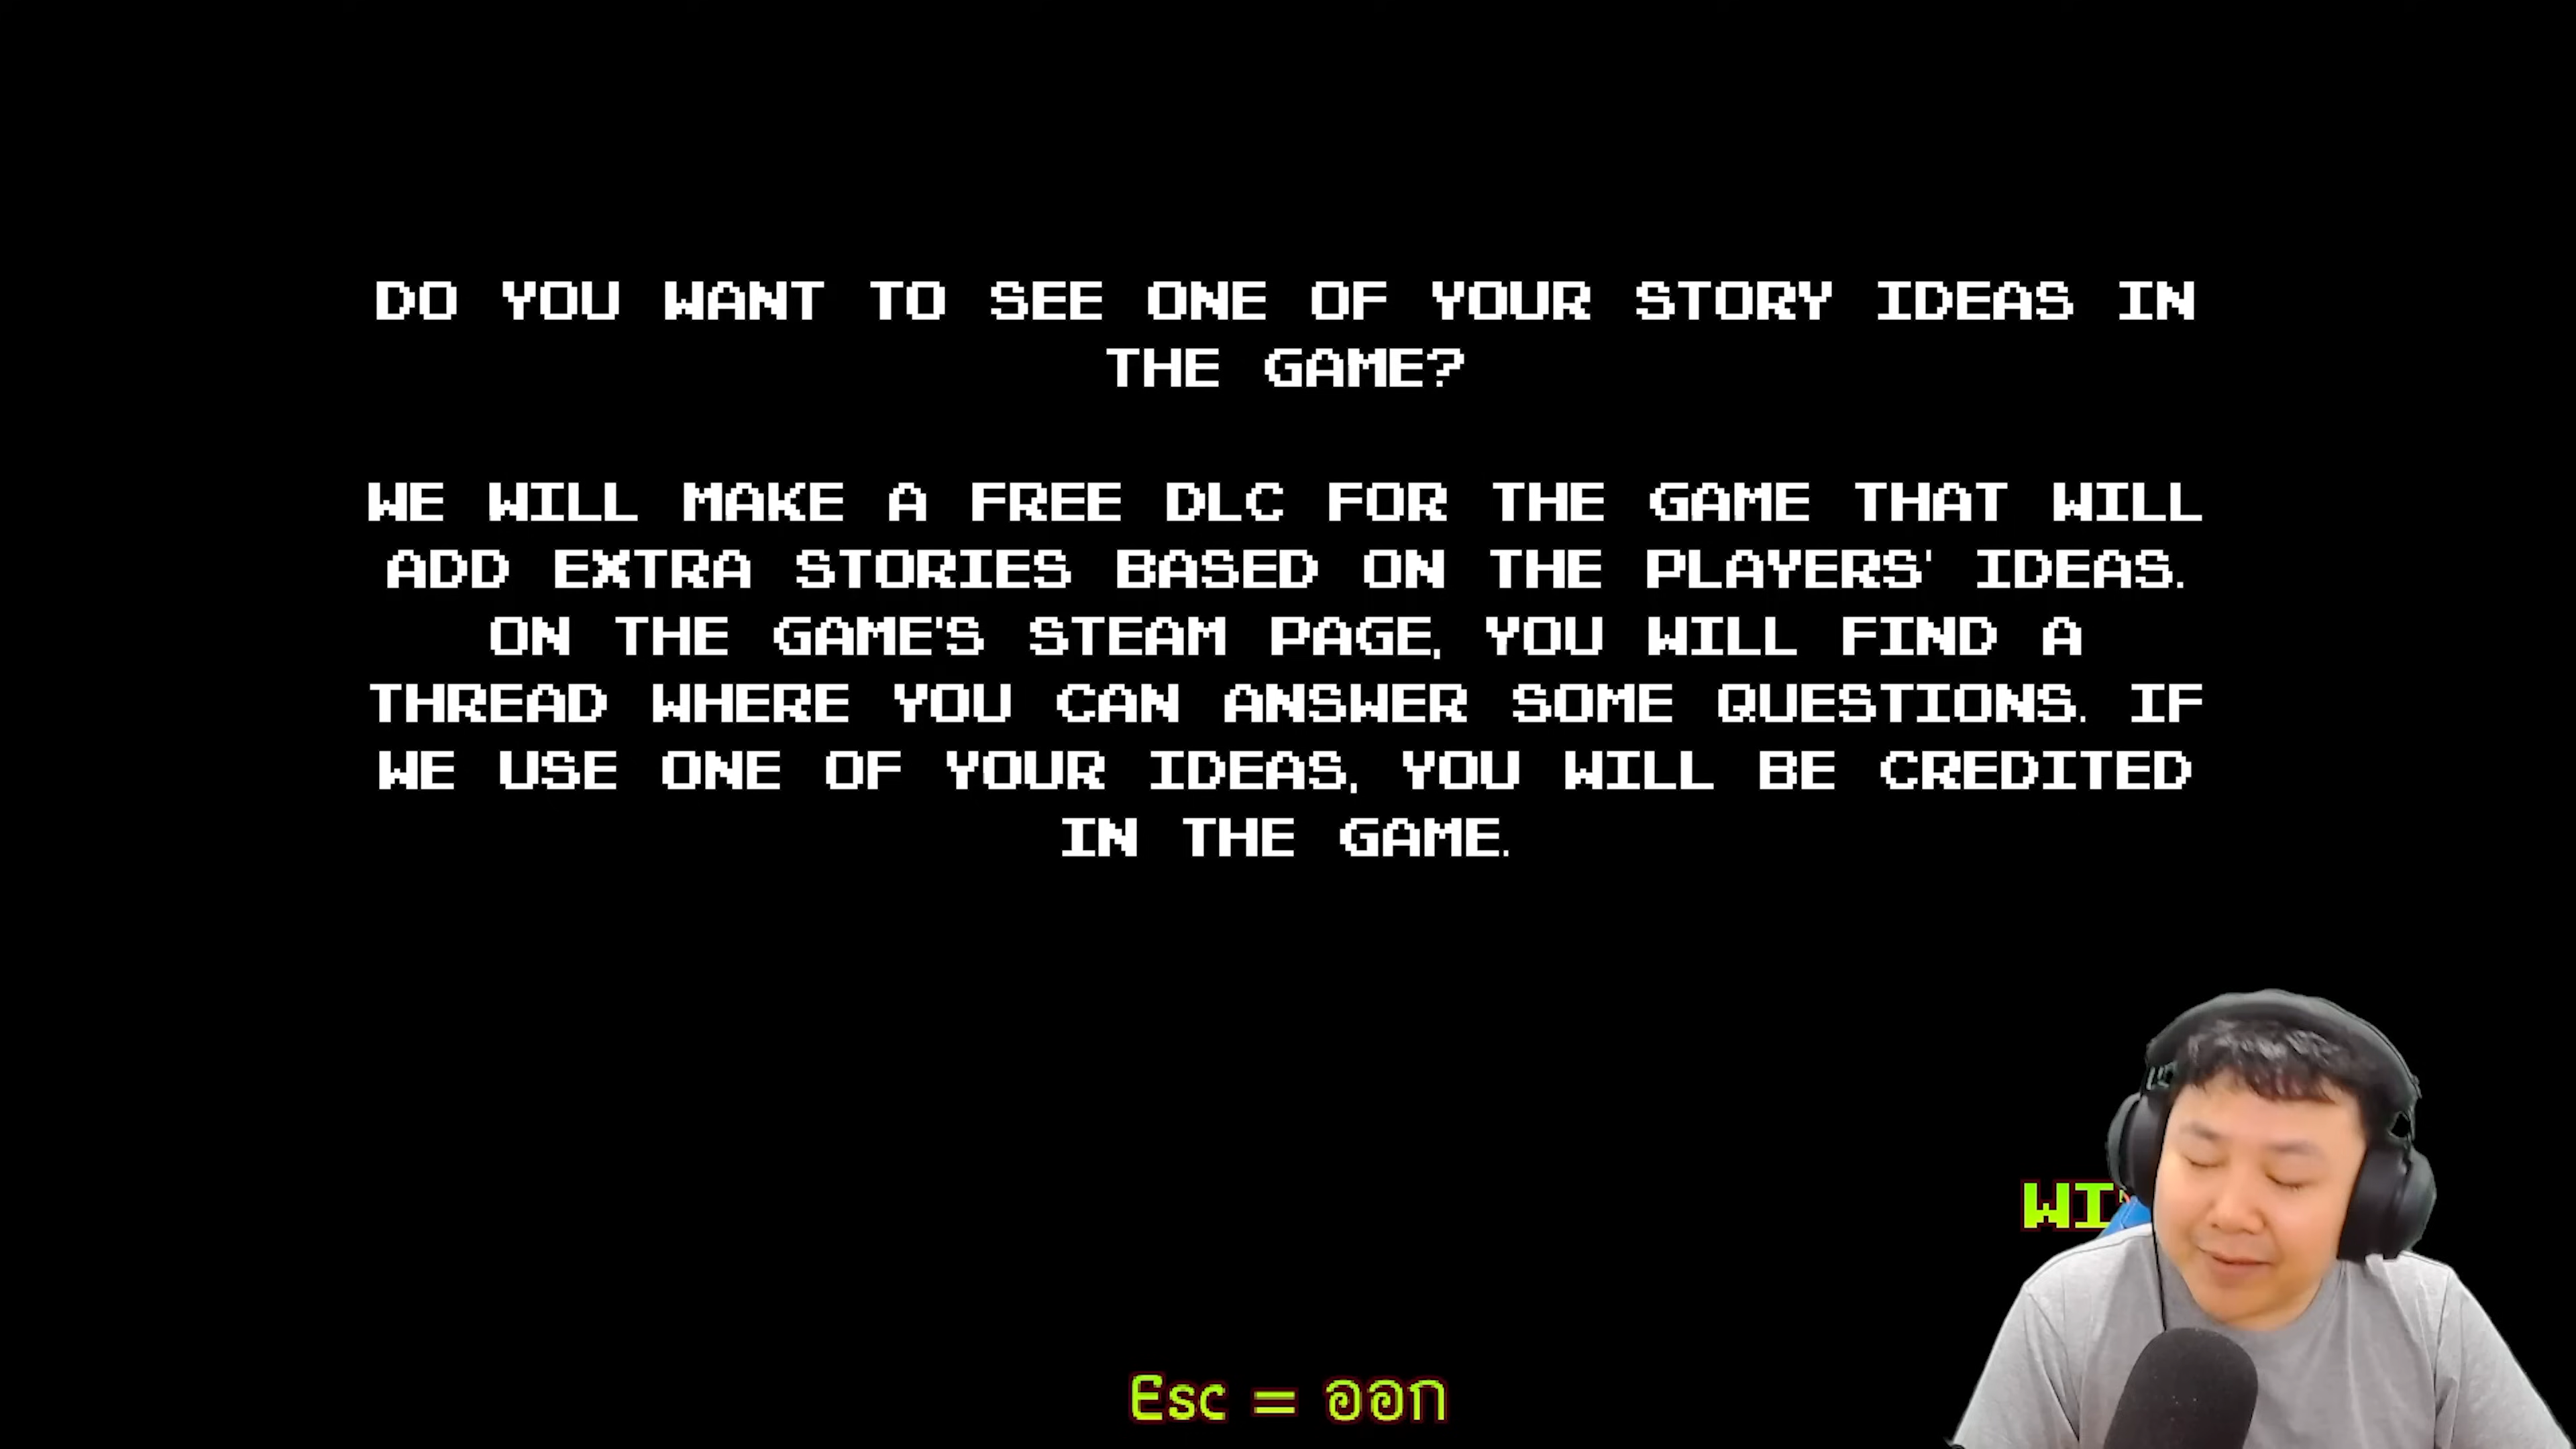 DO YOU WANT TO SEE ONE OF YOUR STORY IDEAS IN
THE GAME?
WE WILL MAKE A FREE DLC FOR THE GAME THAT WILL
ADD EXTRA STORIES BASED ON THE PLAYERS' IDEAS.
ON THE GAME'S STEAM PAGE, YOU WILL FIND A
THREAD WHERE YOU CAN ANSWER SOME QUESTIONS. IF
WE USE ONE OF YOUR IDEAS, YOU WILL BE CREDITED
IN THE GAME.
Esc = ออก